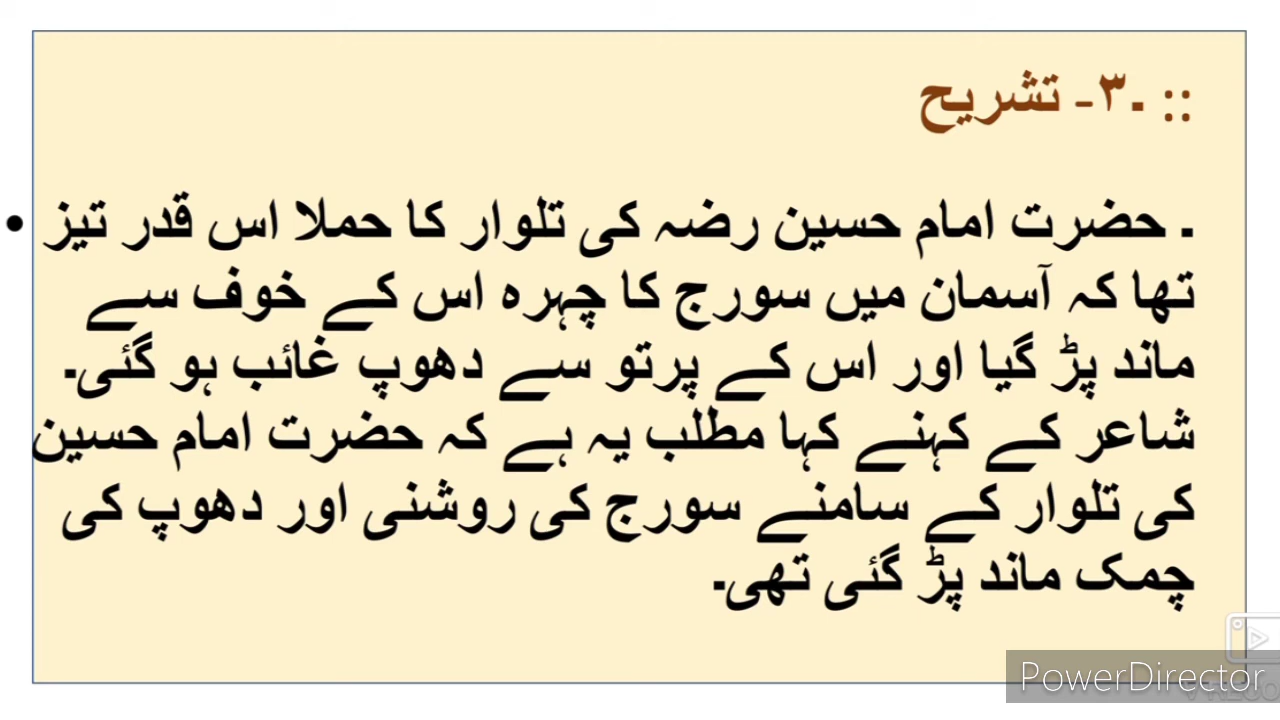 :: ۳۰- تشریح
• . حضرت امام حسین رضہ کی تلوار کا حملا اس قدر تیز
تھا کہ آسمان میں سورج کا چہرہ اس کے خوف سے
ماند پڑ گیا اور اس کے پرتو سے دھوپ غائب ہو گئی۔
شاعر کے کہنے کہا مطلب یہ ہے کہ حضرت امام حسین
کی تلوار کے سامنے سورج کی روشنی اور دھوپ کی
چمک ماند پڑ گئی تھی۔
PowerDirector